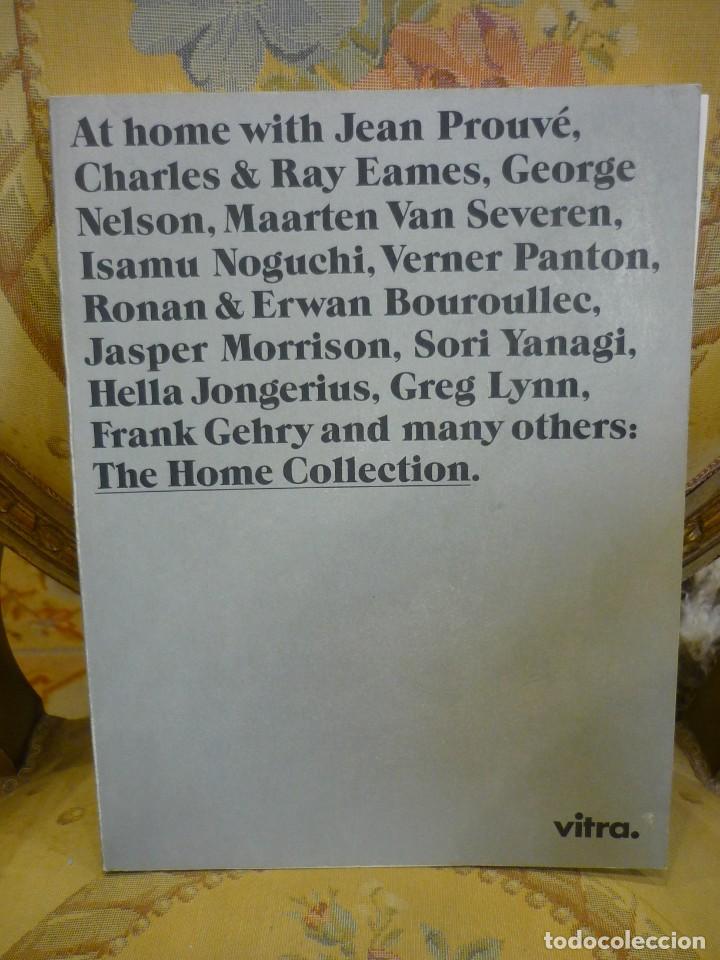 At home with Jean Prouvé,
Charles & Ray Eames, George
Nelson, Maarten Van Severen,
Isamu Noguchi, Verner Panton,
Ronan & Erwan Bouroullec,
Jasper Morrison, Sori Yanagi,
Hella Jongerius, Greg Lynn,
Frank Gehry and many others:
The Home Collection.
vitra.
todocoleccion